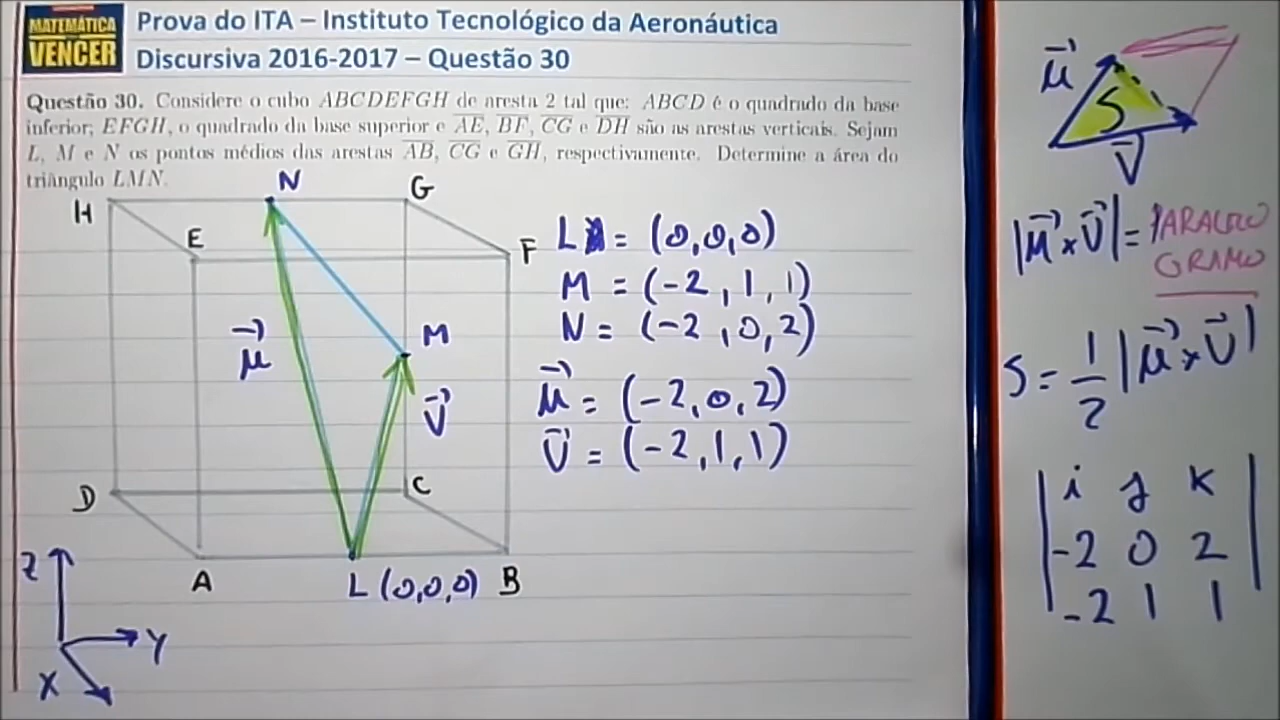 MATEMÁTICA
PARA
VENCER
Prova do ITA – Instituto Tecnológico da Aeronáutica
Discursiva 2016-2017 – Questão 30
Questão 30. Considere o cubo ABCDEFGH de aresta 2 tal que: ABCD é o quadrado da base
inferior; EFGH, o quadrado da base superior e AE, BF, CG e DH são as arestas verticais. Sejam
L, M e N os pontos médios das arestas AB, CG e GH, respectivamente. Determine a área do
triângulo LMN.
N
G
H
E
F
M
D
C
A
L (0,0,0)
B
μ⃗
V⃗
Z
Y
X
L = (0,0,0)
M = (-2, 1, 1)
N = (-2, 0, 2)
μ⃗ = (-2, 0, 2)
V⃗ = (-2, 1, 1)
μ⃗
S
V⃗
|μ⃗ x V⃗| = PARALELO
GRAMO
S = 1/2 |μ⃗ x V⃗|
i j k
-2 0 2
-2 1 1